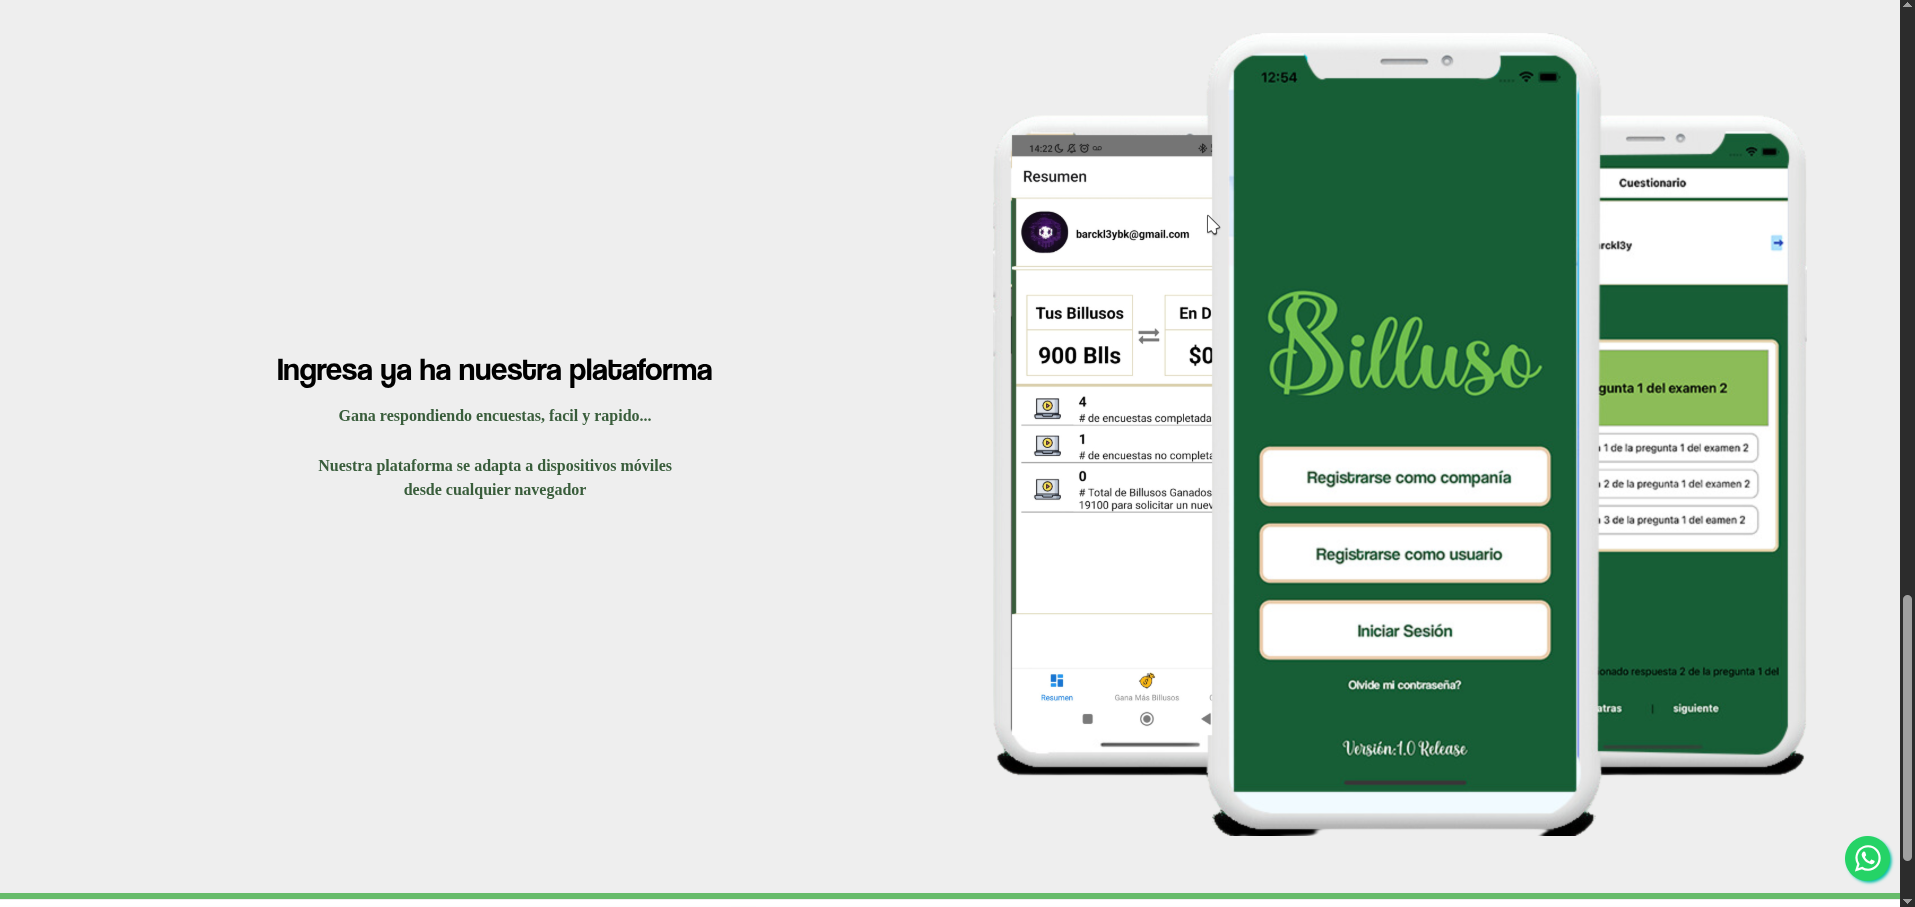 Ingresa ya ha nuestra plataforma
Gana respondiendo encuestas, facil y rapido...
Nuestra plataforma se adapta a dispositivos móviles
desde cualquier navegador
14:22
Resumen
barckl3ybk@gmail.com
Tus Billusos
En D
900 Blls
$0
4
# de encuestas completada
1
# de encuestas no completa
0
# Total de Billusos Ganados
19100 para solicitar un nuev
Resumen
Gana Más Billusos
12:54
Billuso
Registrarse como companía
Registrarse como usuario
Iniciar Sesión
Olvide mi contraseña?
Versión:1.0 Release
Cuestionario
rckl3y
gunta 1 del examen 2
1 de la pregunta 1 del examen 2
2 de la pregunta 1 del examen 2
3 de la pregunta 1 del eamen 2
onado respuesta 2 de la pregunta 1 del
atras
|
siguiente